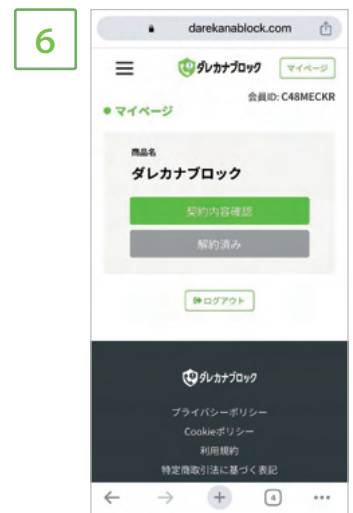 6
darekanablock.com
ダレカナブロック
マイページ
会員ID: C48MECKR
マイページ
商品名
ダレカナブロック
契約内容確認
解約済み
ログアウト
ダレカナブロック
プライバシーポリシー
Cookieポリシー
利用規約
特定商取引法に基づく表記
4